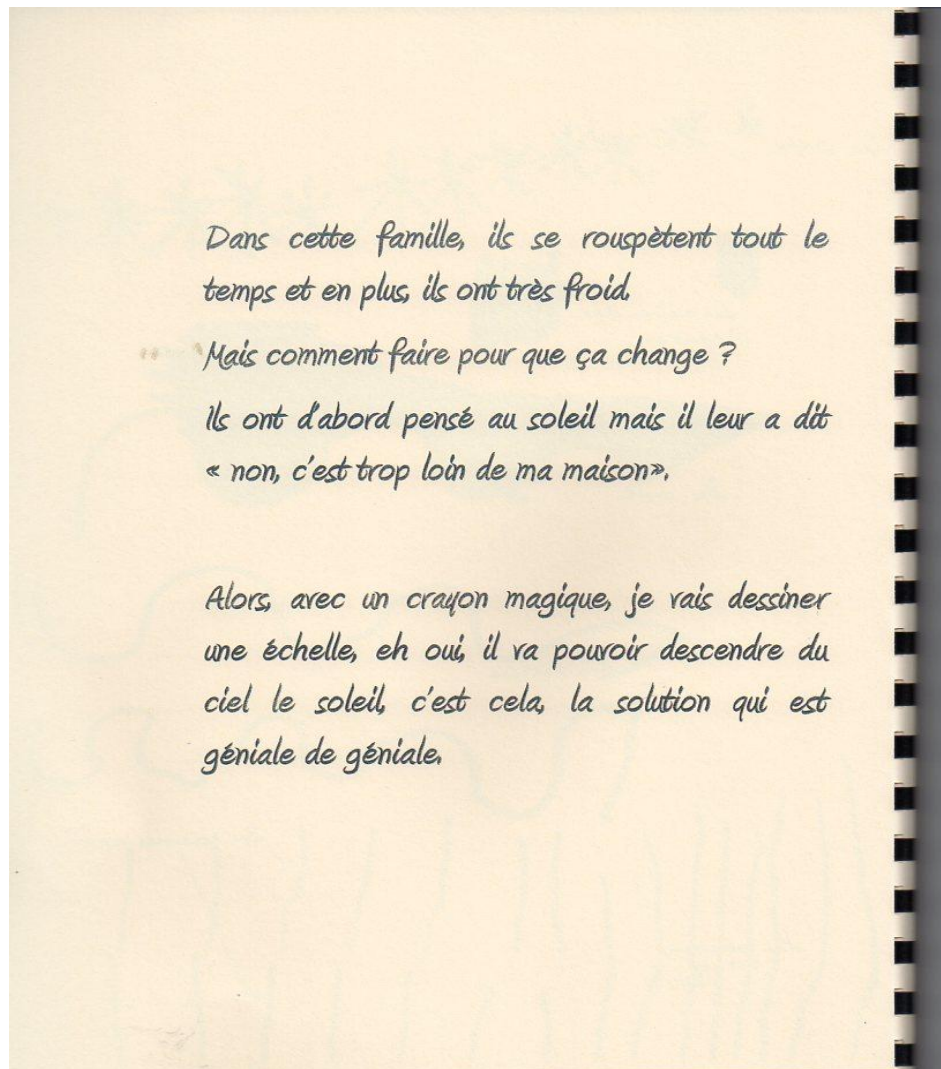 Dans cette famille, ils se rouspètent tout le
temps et en plus, ils ont très froid.
Mais comment faire pour que ça change ?
Ils ont d'abord pensé au soleil mais il leur a dit
« non, c'est trop loin de ma maison».
Alors, avec un crayon magique, je vais dessiner
une échelle, eh oui, il va pouvoir descendre du
ciel le soleil, c'est cela, la solution qui est
géniale de géniale.